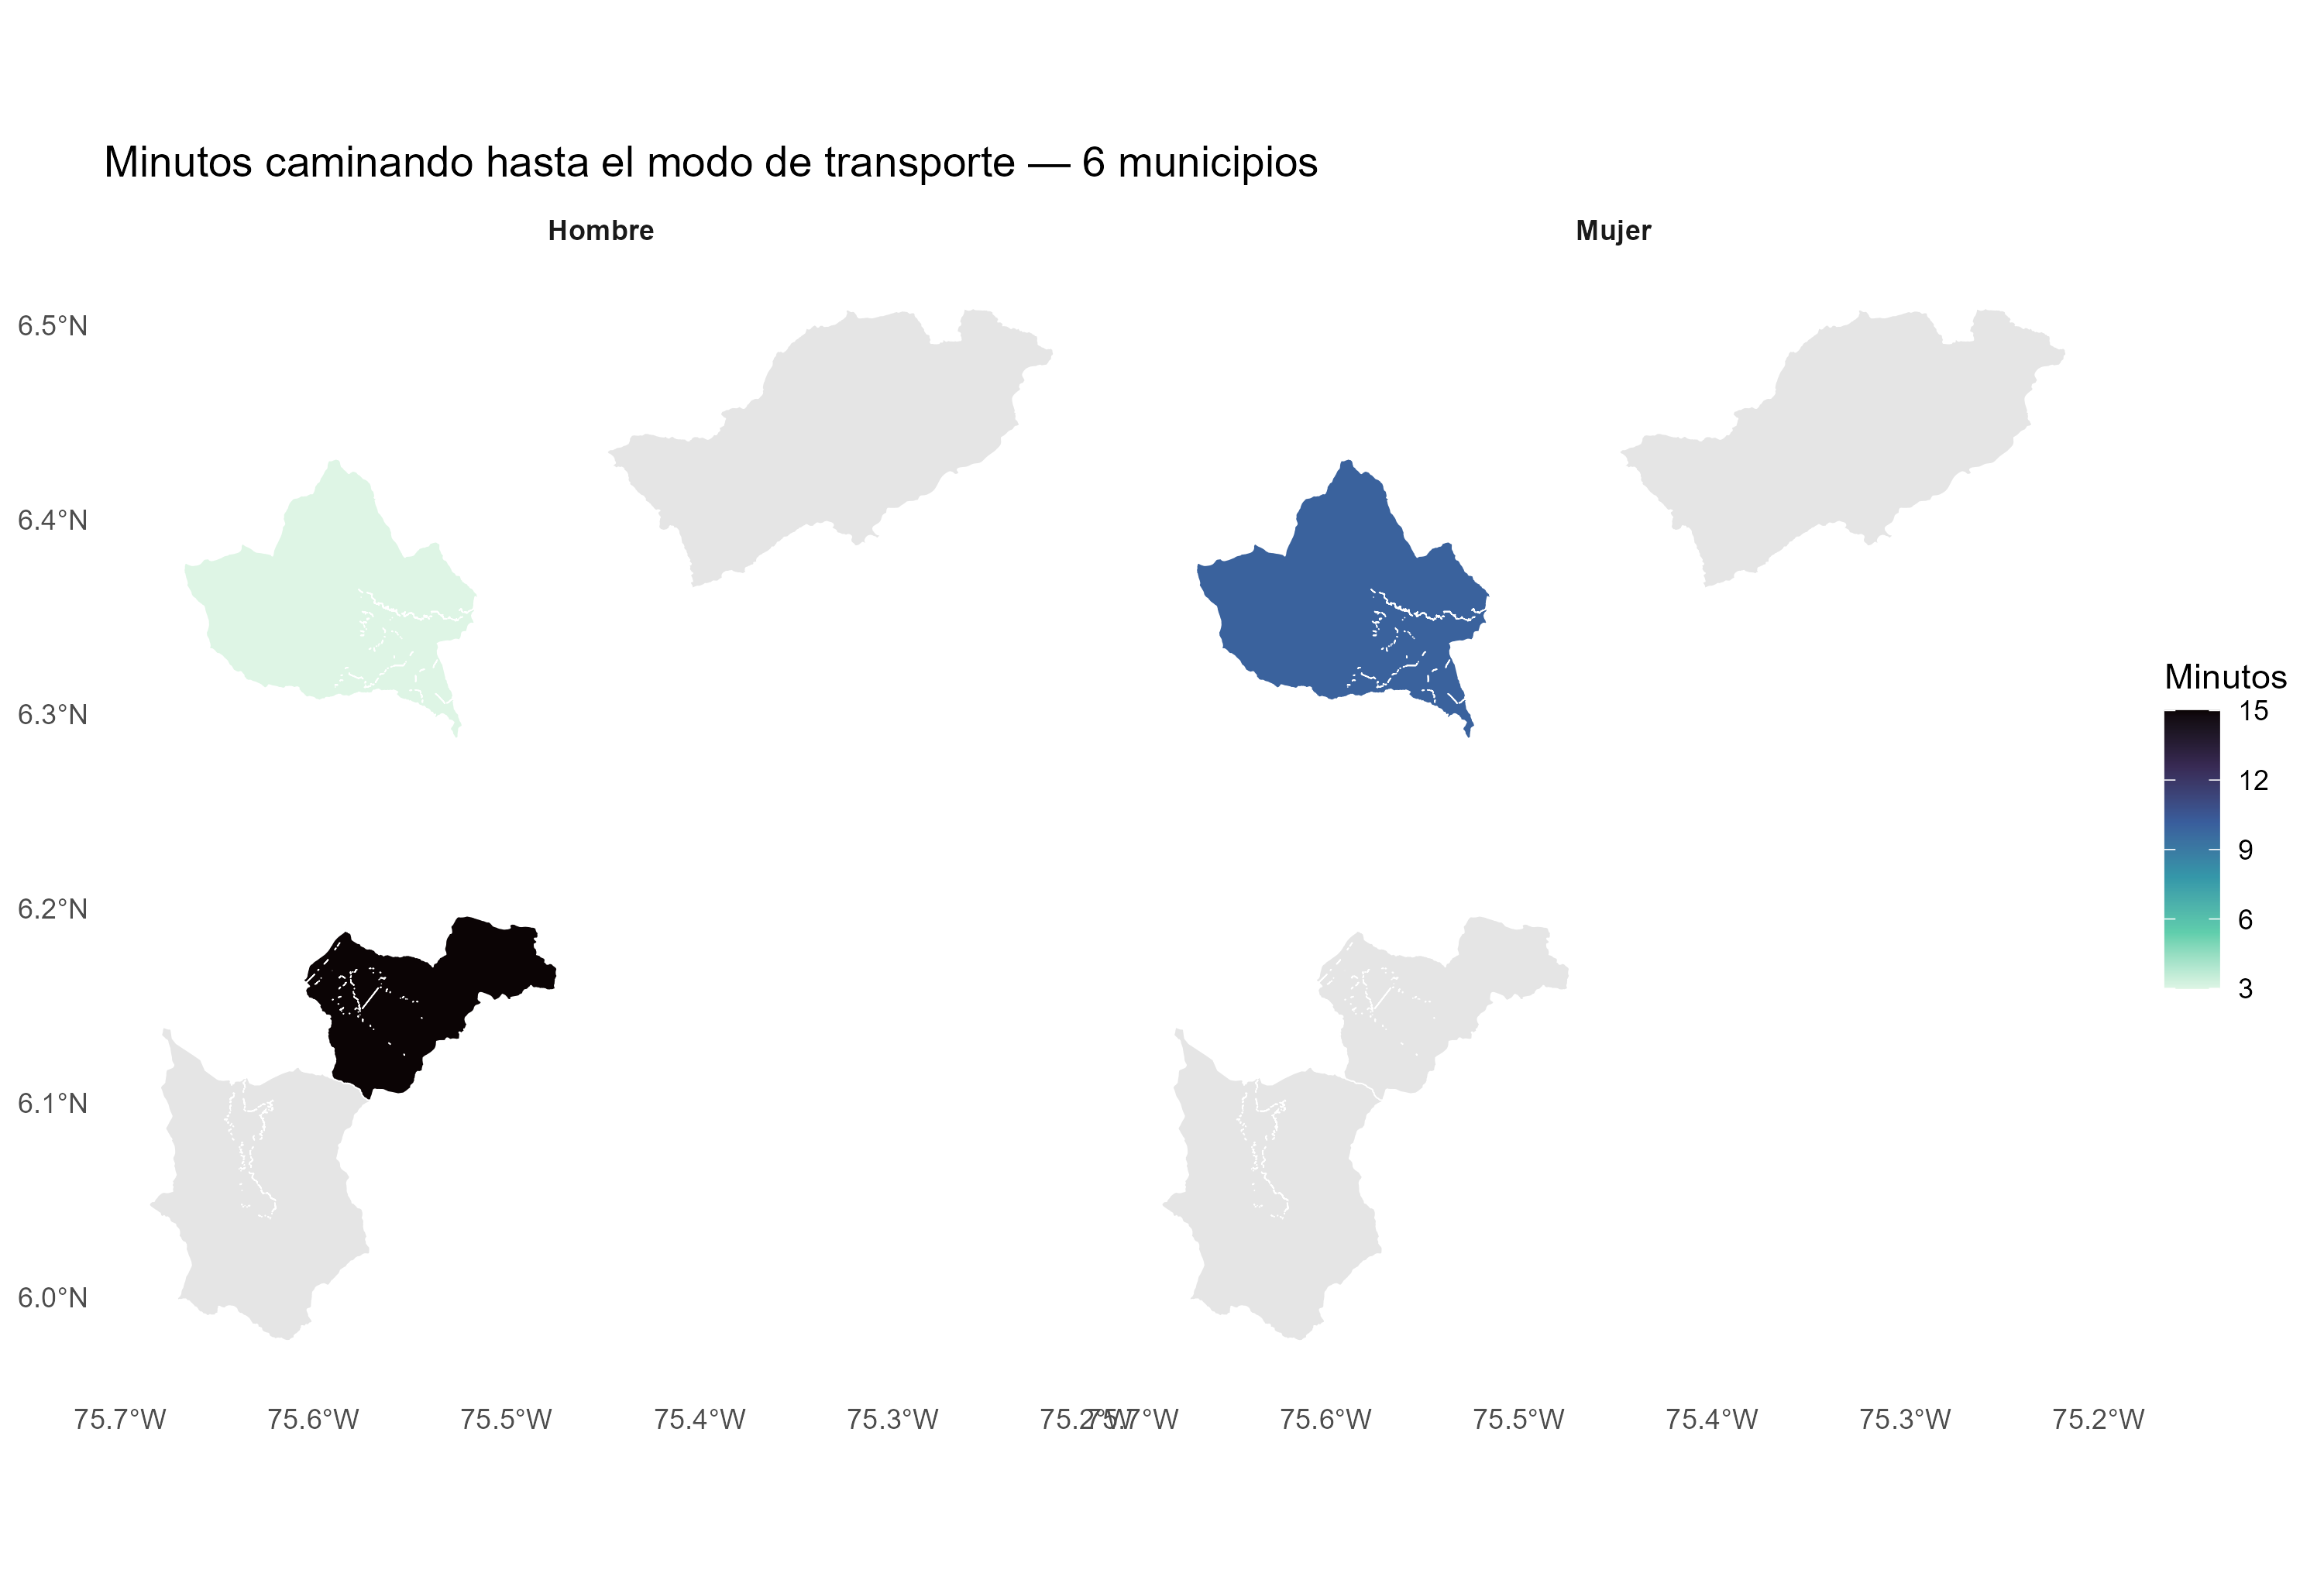 Minutos caminando hasta el modo de transporte — 6 municipios
Hombre
Mujer
6.5°N
6.4°N
6.3°N
6.2°N
6.1°N
6.0°N
75.7°W
75.6°W
75.5°W
75.4°W
75.3°W
75.2°W
75.7°W
75.6°W
75.5°W
75.4°W
75.3°W
75.2°W
Minutos
15
12
9
6
3